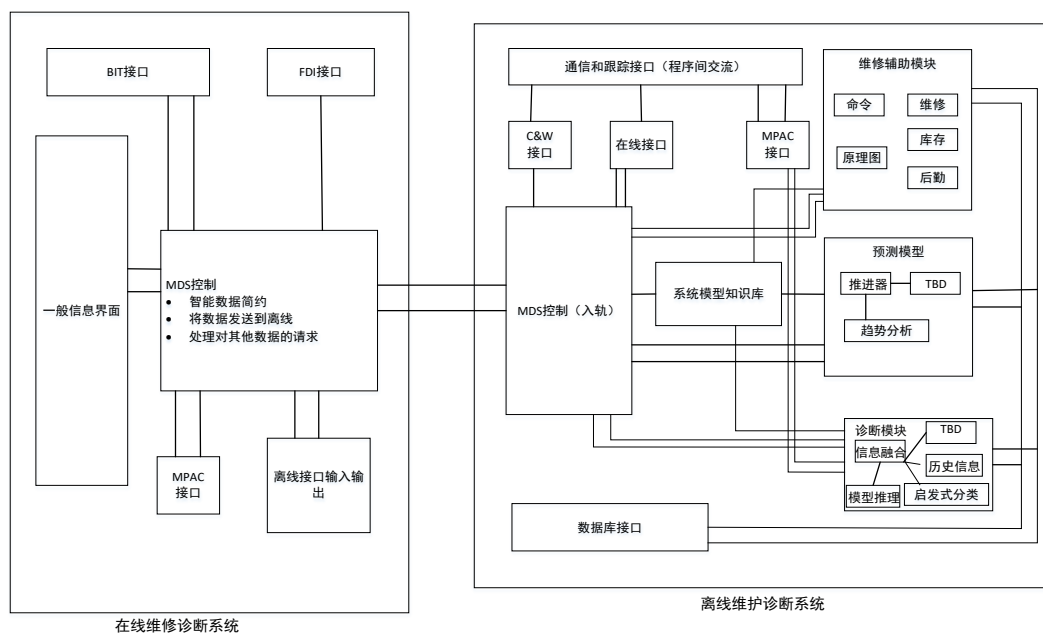 BIT接口
FDI接口
一般信息界面
MDS控制
• 智能数据简约
• 将数据发送到离线
• 处理对其他数据的请求
MPAC
接口
离线接口输入输
出
在线维修诊断系统
通信和跟踪接口（程序间交流）
C&W
接口
在线接口
MPAC
接口
维修辅助模块
命令
维修
库存
原理图
后勤
MDS控制（入轨）
系统模型知识库
预测模型
推进器
TBD
趋势分析
诊断模块
TBD
信息融合
历史信息
模型推理
启发式分类
数据库接口
离线维护诊断系统